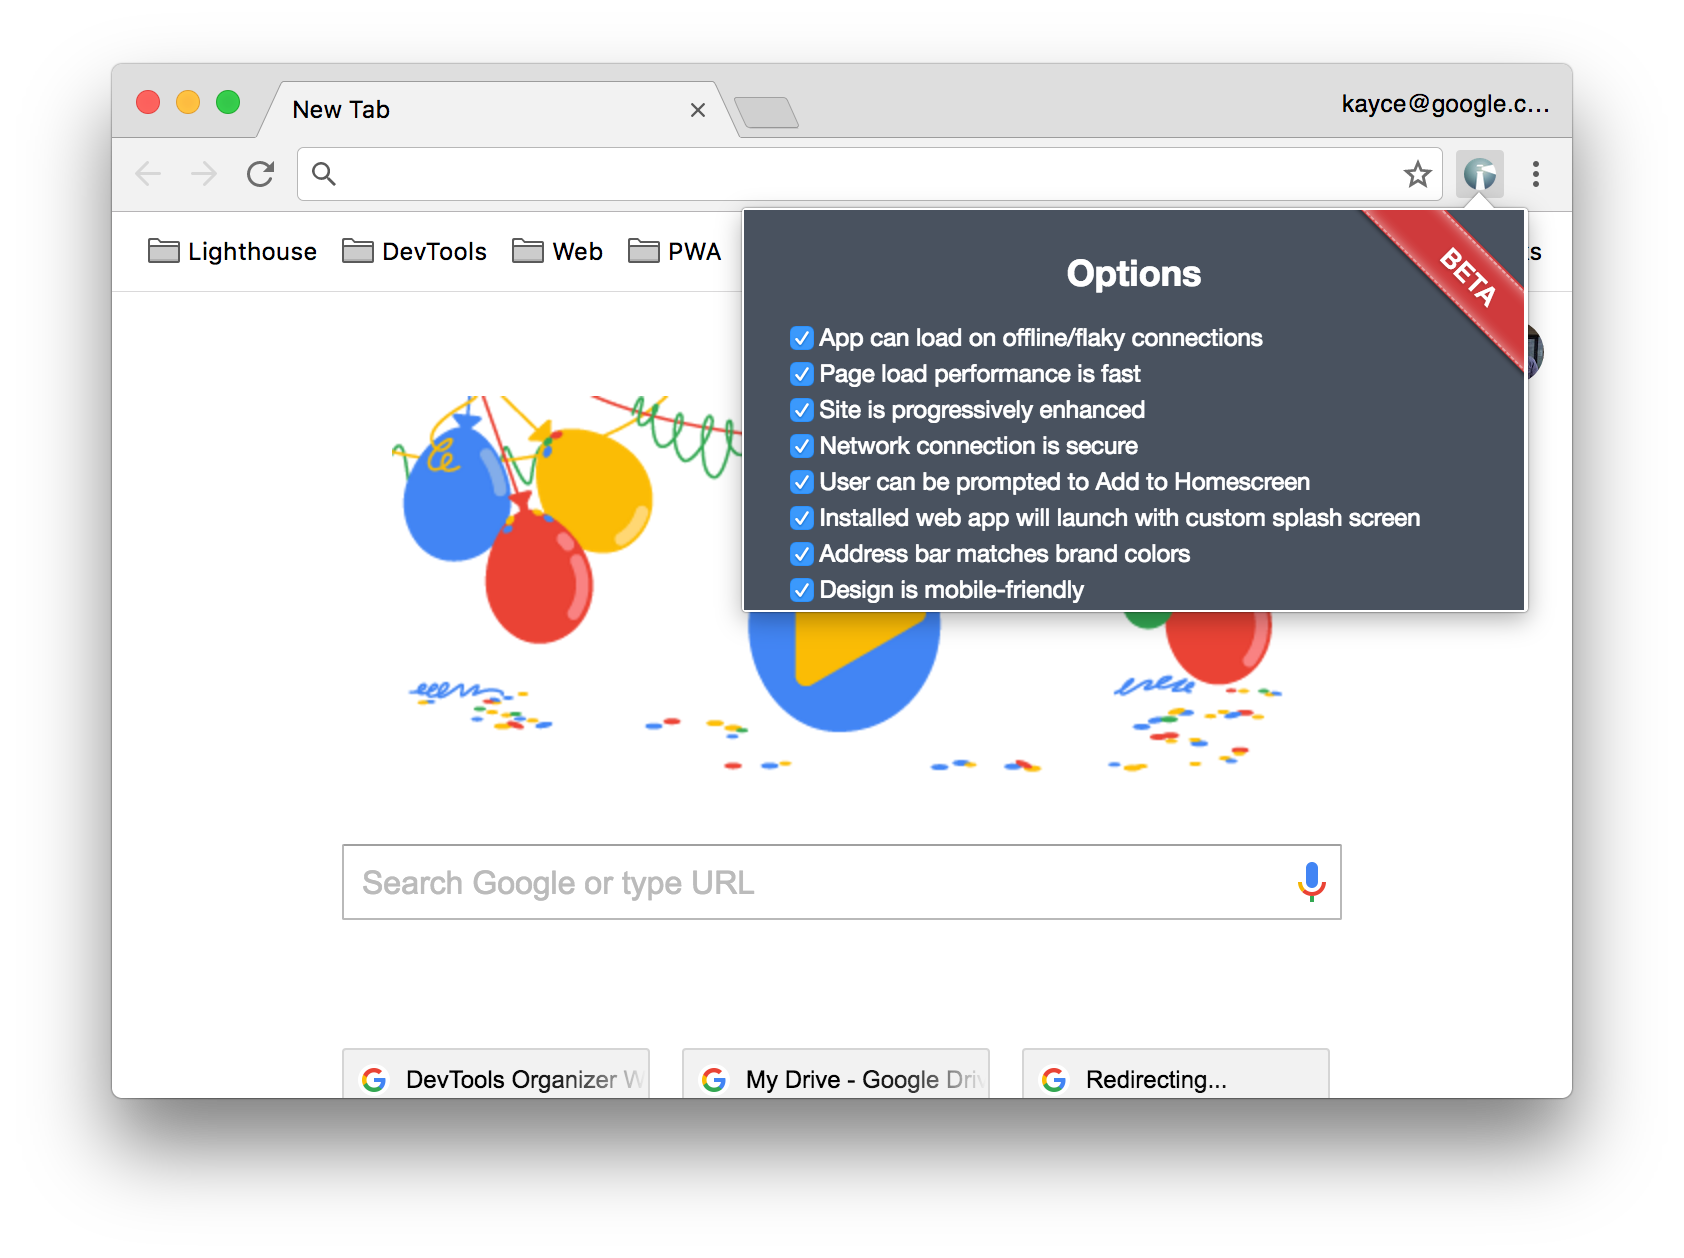 New Tab
kayce@google.c...
Lighthouse DevTools Web PWA
Options
BETA
App can load on offline/flaky connections
Page load performance is fast
Site is progressively enhanced
Network connection is secure
User can be prompted to Add to Homescreen
Installed web app will launch with custom splash screen
Address bar matches brand colors
Design is mobile-friendly
Search Google or type URL
DevTools Organizer W
My Drive - Google Driv
Redirecting...